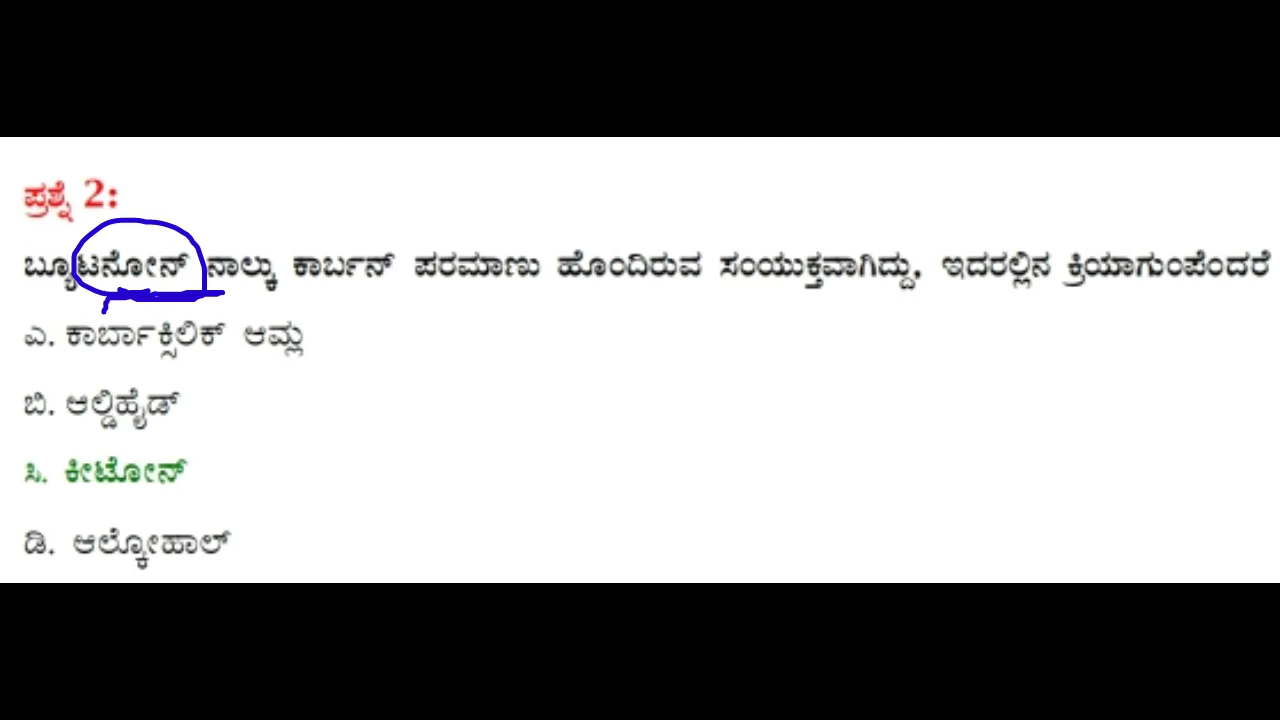 ಪ್ರಶ್ನೆ 2:
ಬ್ಯೂಟನೋನ್ ನಾಲ್ಕು ಕಾರ್ಬನ್ ಪರಮಾಣು ಹೊಂದಿರುವ ಸಂಯುಕ್ತವಾಗಿದ್ದು, ಇದರಲ್ಲಿನ ಕ್ರಿಯಾಗುಂಪೆಂದರೆ
ಎ. ಕಾರ್ಬಾಕ್ಸಿಲಿಕ್ ಆಮ್ಲ
ಬಿ. ಆಲ್ಡಿಹೈಡ್
ಸಿ. ಕೀಟೋನ್
ಡಿ. ಆಲ್ಕೋಹಾಲ್